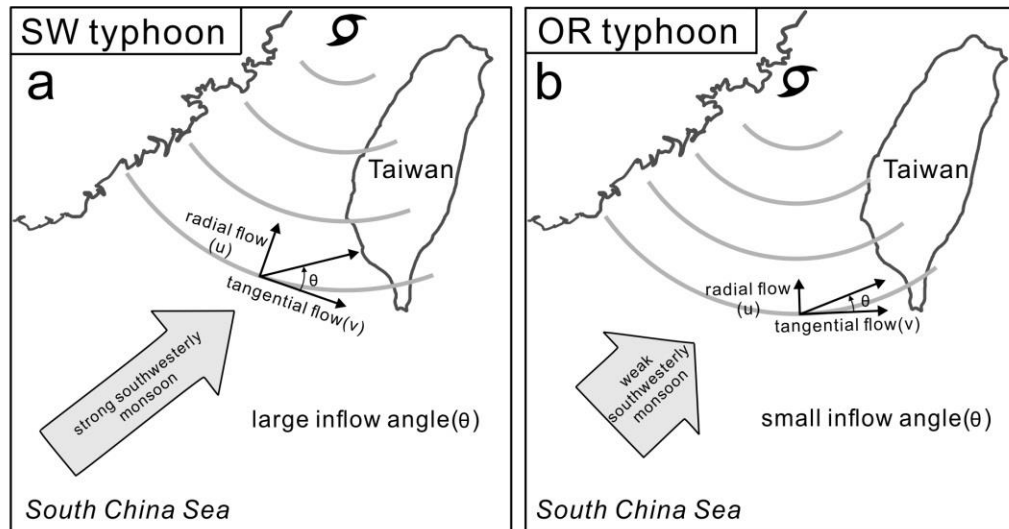 SW typhoon
a
Taiwan
radial flow
(u)
θ
tangential flow(v)
strong southwesterly
monsoon
large inflow angle(θ)
South China Sea
OR typhoon
b
Taiwan
radial flow
(u)
θ
tangential flow(v)
weak
southwesterly
monsoon
small inflow angle(θ)
South China Sea